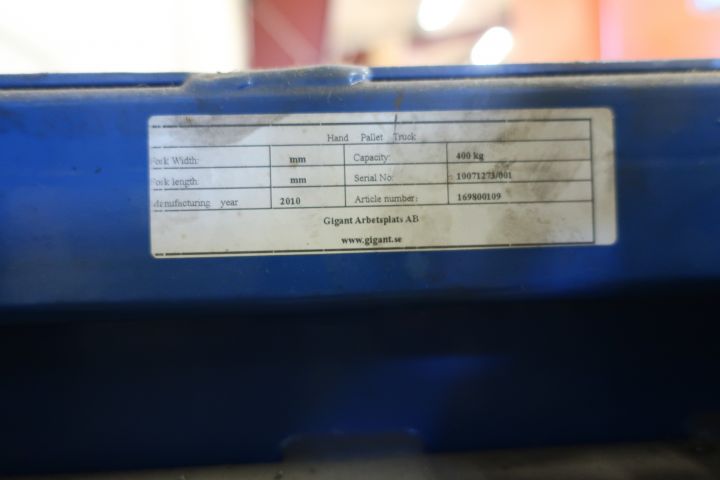 Hand Pallet Truck
Fork Width: mm Capacity: 400 kg
Fork length: mm Serial No: 10071273/001
Manufacturing year 2010 Article number: 169800109
Gigant Arbetsplats AB
www.gigant.se